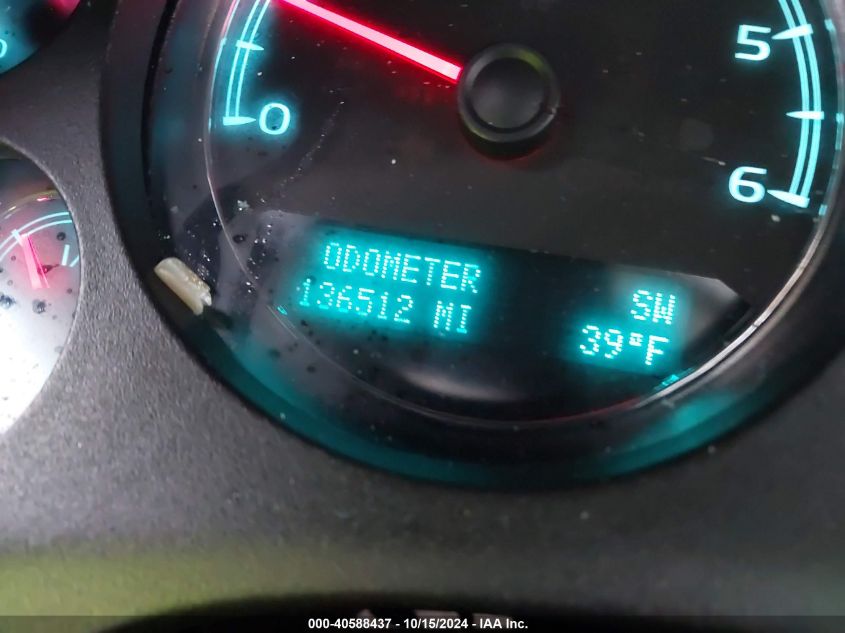 5
0
6
ODOMETER
136512 MI
SW
39°F
000-40588437 - 10/15/2024 - IAA Inc.